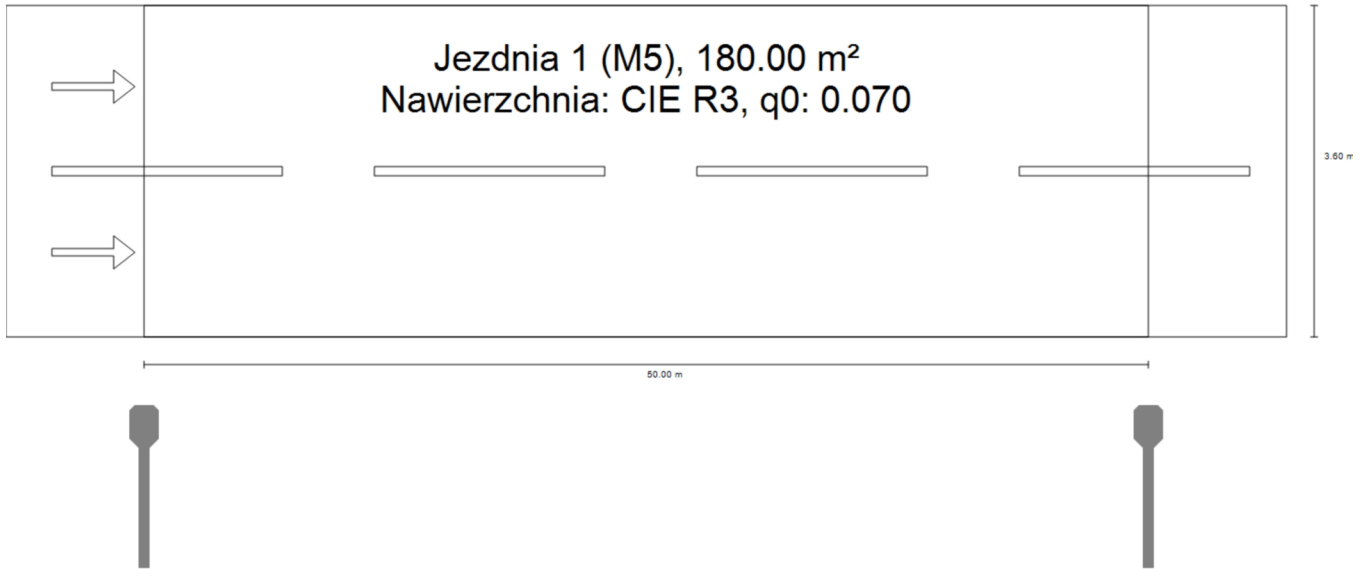 Jezdnia 1 (M5), 180.00 m²
Nawierzchnia: CIE R3, q0: 0.070
3.60 m
50.00 m